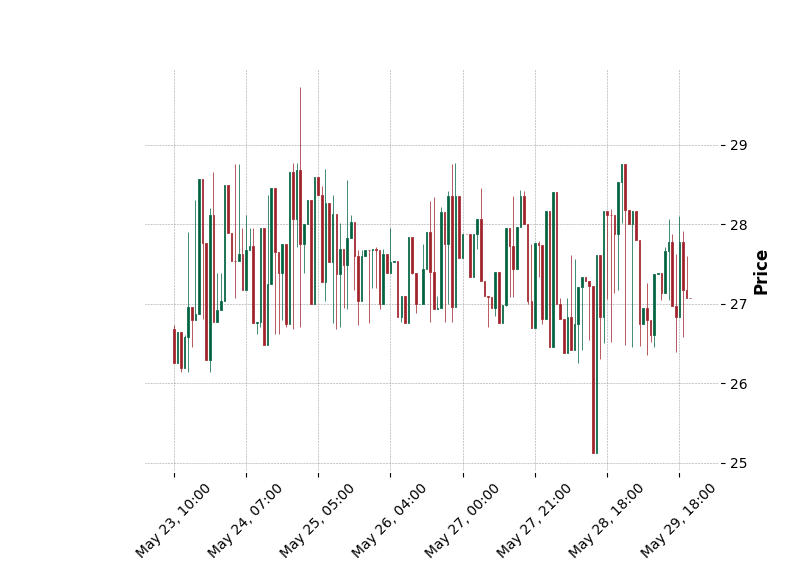 29
28
27
26
25
Price
May 23, 10:00
May 24, 07:00
May 25, 05:00
May 26, 04:00
May 27, 00:00
May 27, 21:00
May 28, 18:00
May 29, 18:00